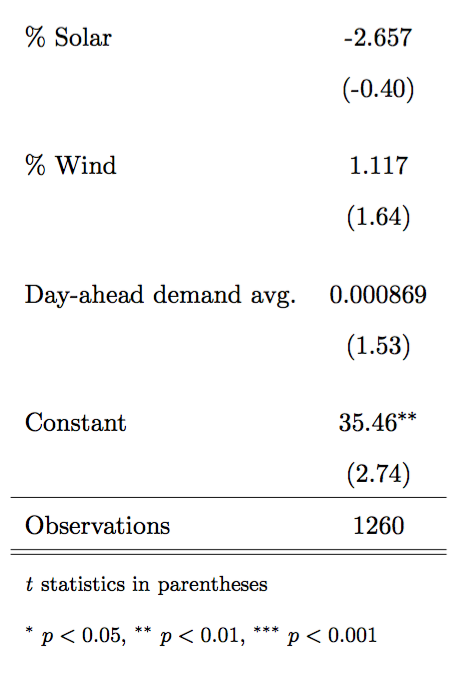 % Solar -2.657
(-0.40)
% Wind 1.117
(1.64)
Day-ahead demand avg. 0.000869
(1.53)
Constant 35.46**
(2.74)
Observations 1260
t statistics in parentheses
* p < 0.05, ** p < 0.01, *** p < 0.001